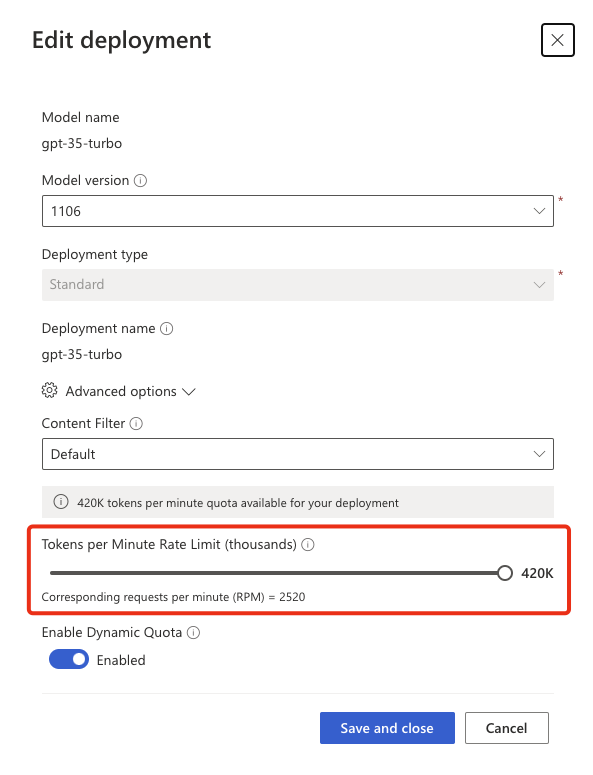 Edit deployment
Model name
gpt-35-turbo
Model version
1106
*
Deployment type
Standard
*
Deployment name
gpt-35-turbo
Advanced options
Content Filter
Default
420K tokens per minute quota available for your deployment
Tokens per Minute Rate Limit (thousands)
420K
Corresponding requests per minute (RPM) = 2520
Enable Dynamic Quota
Enabled
Save and close
Cancel